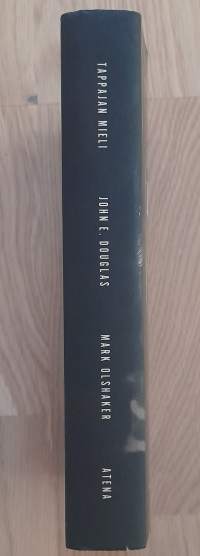 TAPPAJAN MIELI
JOHN E. DOUGLAS
MARK OLSHAKER
ATENA